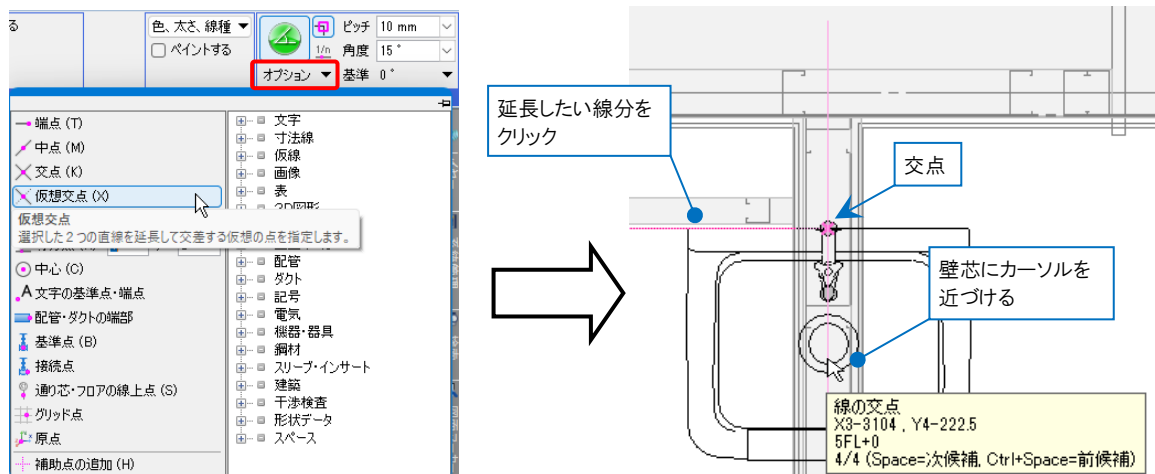 る
色、太さ、線種 ▼
ペイントする
ピッチ 10 mm
1/n 角度 15 °
オプション ▼ 基準 0 ° ▼
端点 (T)
中点 (M)
交点 (K)
仮想交点 (X)
仮想交点
選択した2つの直線を延長して交差する仮想の点を指定します。
中心 (C)
A 文字の基準点・端点
配管・ダクトの端部
基準点 (B)
接続点
通り芯・フロアの線上点 (S)
グリッド点
原点
補助点の追加 (H)
文字
寸法線
仮線
画像
表
配管
ダクト
記号
電気
機器・器具
鋼材
スリーブ・インサート
建築
干渉検査
形状データ
スペース
延長したい線分を
クリック
交点
壁芯にカーソルを
近づける
線の交点
X3-3104 , Y4-222.5
5FL+0
4/4 (Space=次候補, Ctrl+Space=前候補)